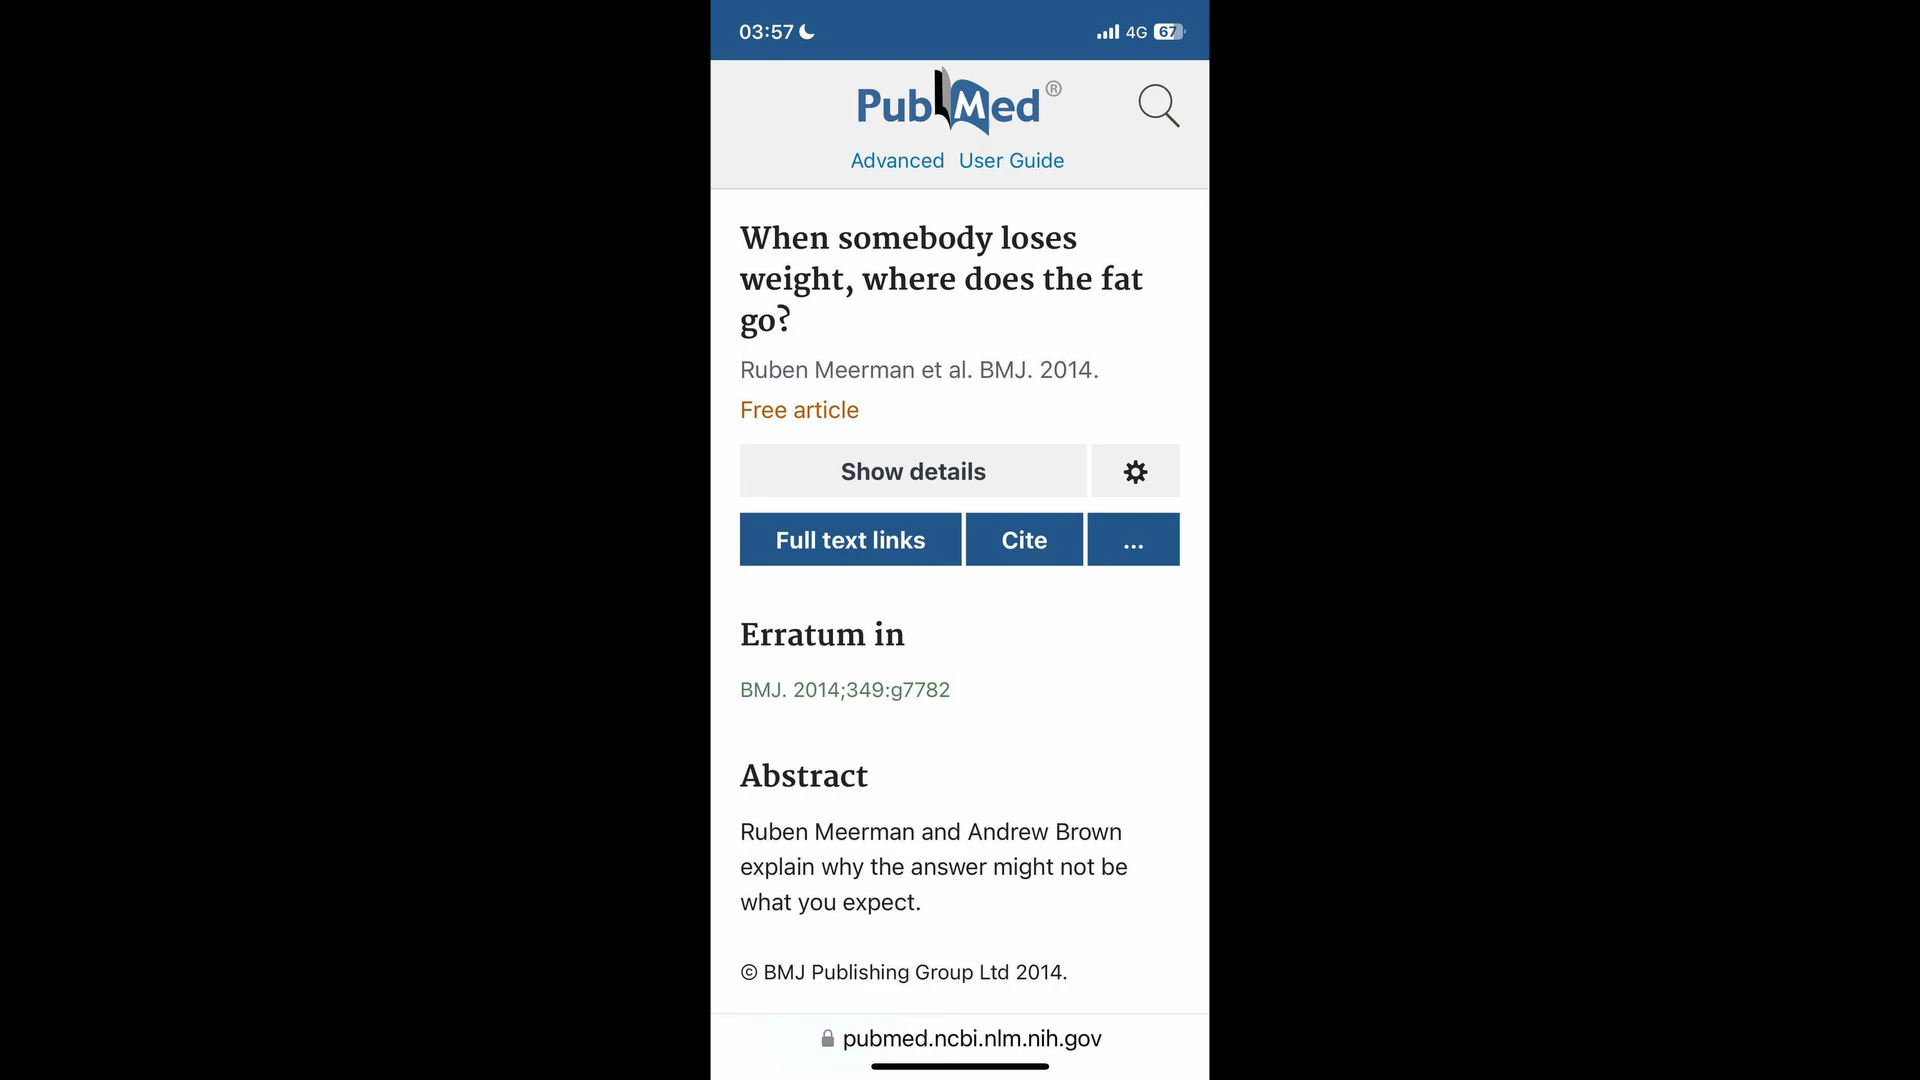 03:57 4G 67
PubMed®
Advanced User Guide
When somebody loses
weight, where does the fat
go?
Ruben Meerman et al. BMJ. 2014.
Free article
Show details
Full text links Cite ...
Erratum in
BMJ. 2014;349:g7782
Abstract
Ruben Meerman and Andrew Brown
explain why the answer might not be
what you expect.
© BMJ Publishing Group Ltd 2014.
pubmed.ncbi.nlm.nih.gov